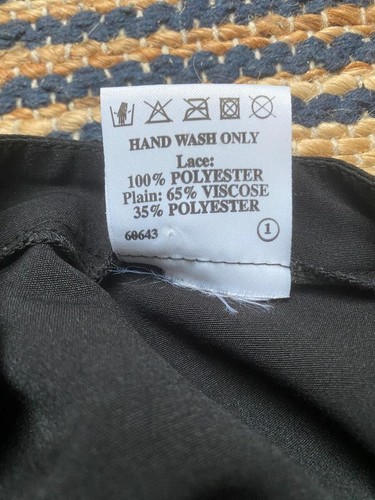 HAND WASH ONLY
Lace:
100% POLYESTER
Plain: 65% VISCOSE
35% POLYESTER
60643 1